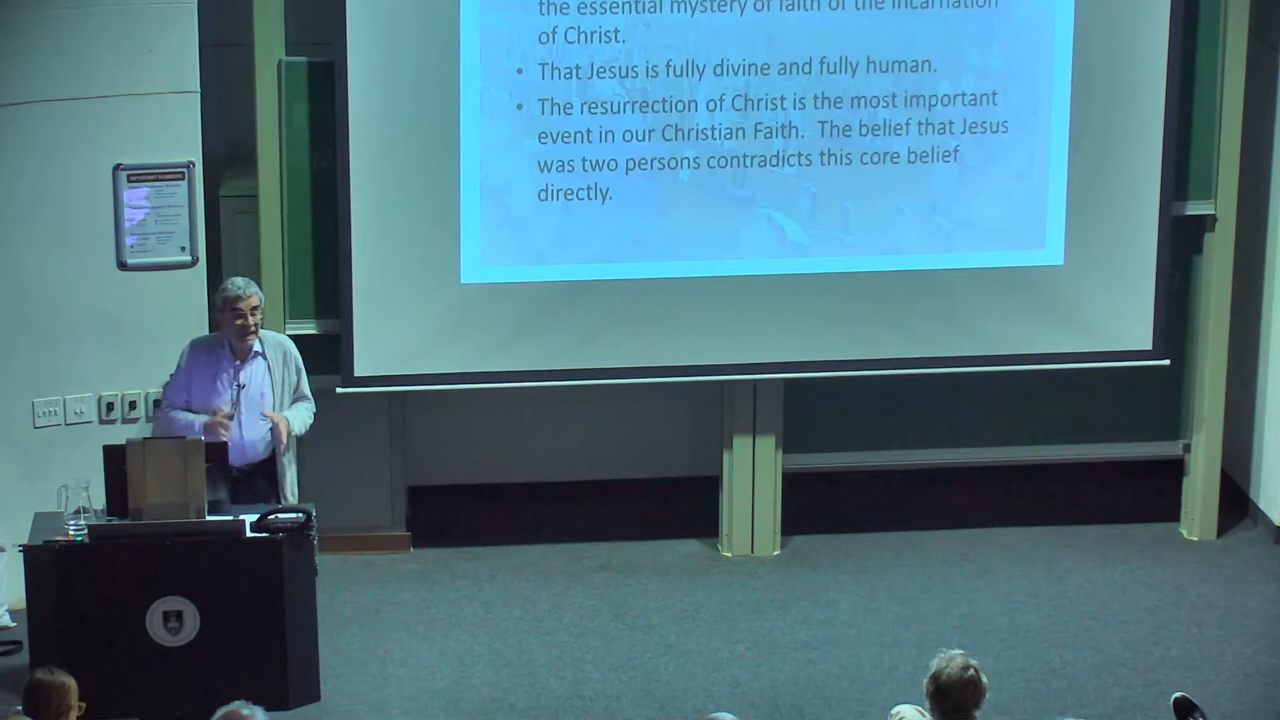 the essential mystery of faith of the incarnation
of Christ.
• That Jesus is fully divine and fully human.
• The resurrection of Christ is the most important
event in our Christian Faith. The belief that Jesus
was two persons contradicts this core belief
directly.
IMPORTANT NUMBERS